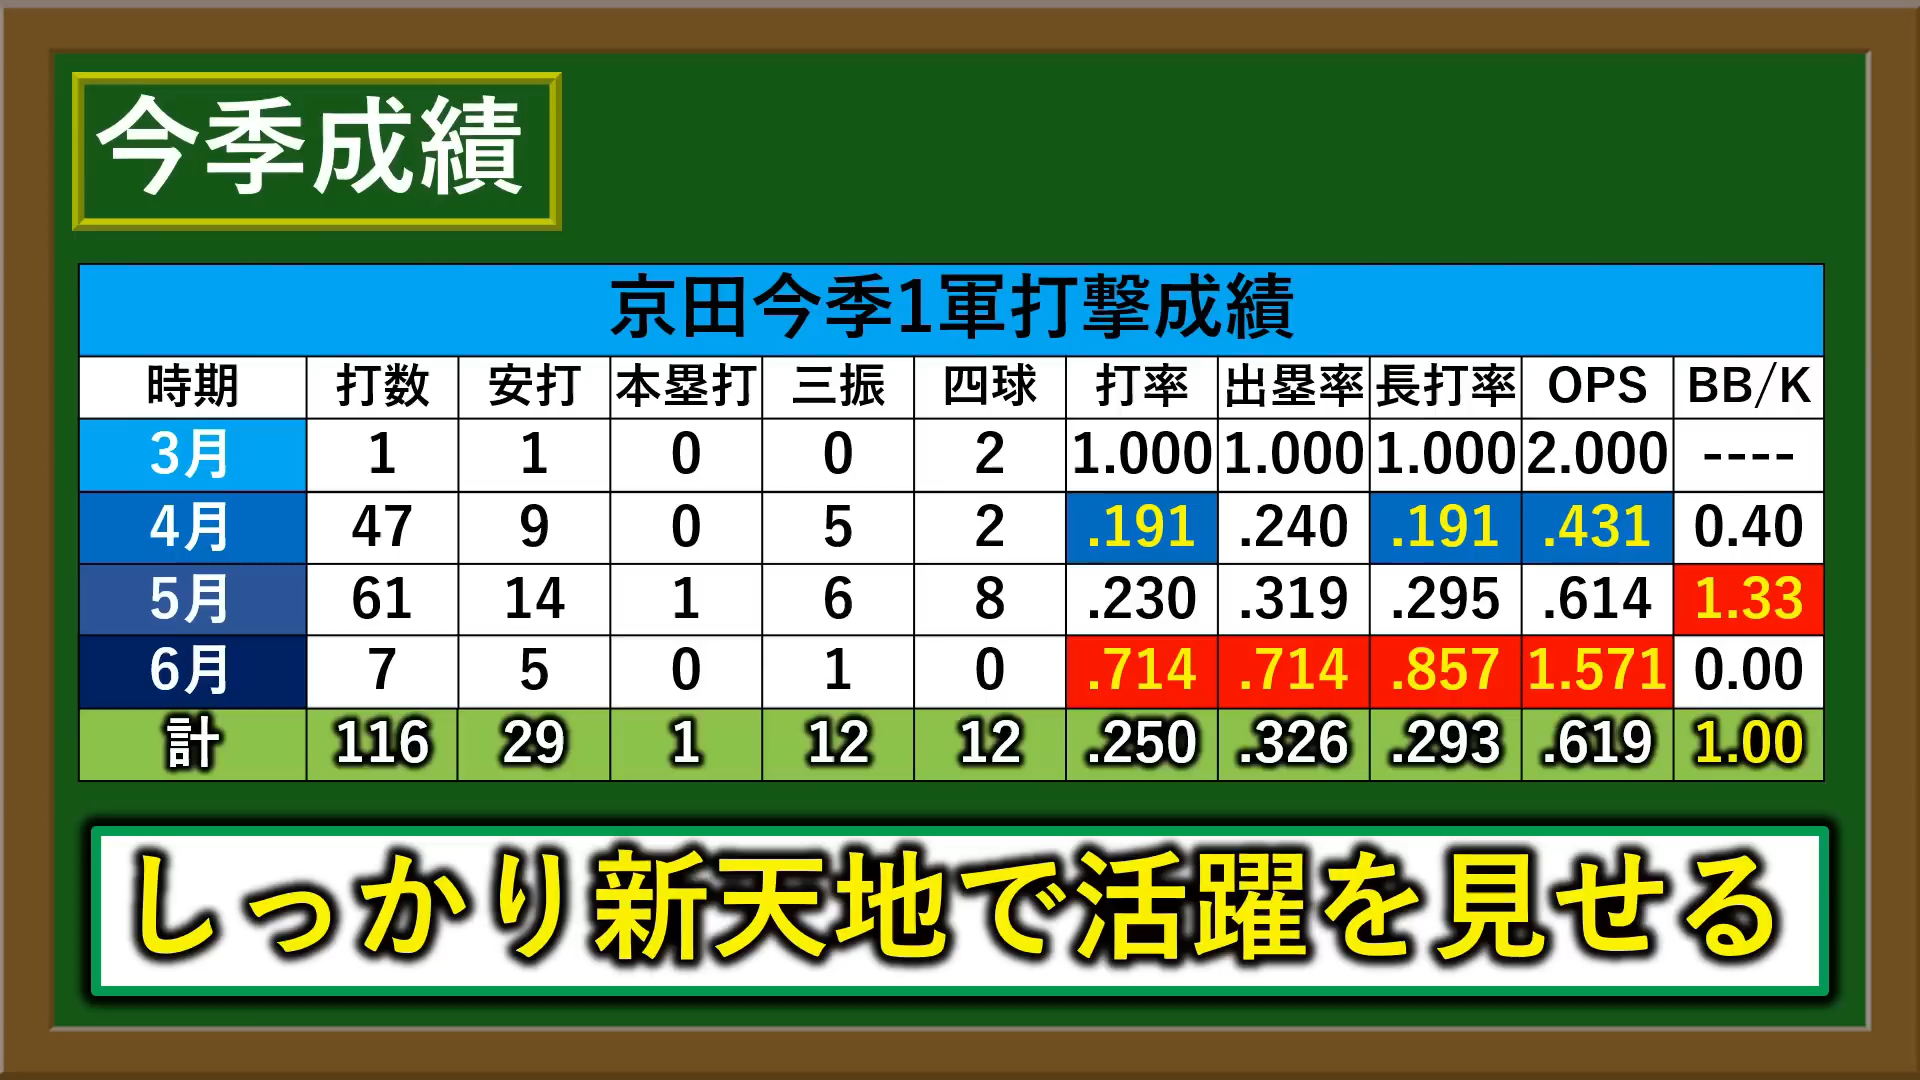 今季成績
京田今季1軍打撃成績
時期 打数 安打 本塁打 三振 四球 打率 出塁率 長打率 OPS BB/K
3月 1 1 0 0 2 1.000 1.000 1.000 2.000 ----
4月 47 9 0 5 2 .191 .240 .191 .431 0.40
5月 61 14 1 6 8 .230 .319 .295 .614 1.33
6月 7 5 0 1 0 .714 .714 .857 1.571 0.00
計 116 29 1 12 12 .250 .326 .293 .619 1.00
しっかり新天地で活躍を見せる